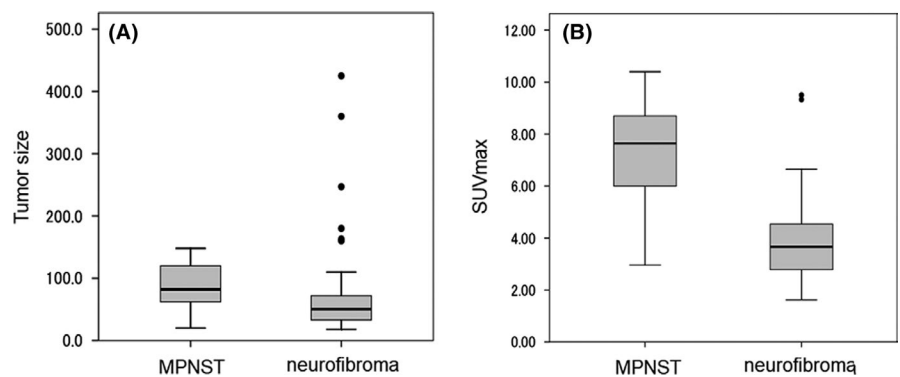 (A)
Tumor size
500.0
400.0
300.0
200.0
100.0
0.0
MPNST
neurofibroma
(B)
SUVmax
12.00
10.00
8.00
6.00
4.00
2.00
0.00
MPNST
neurofibroma